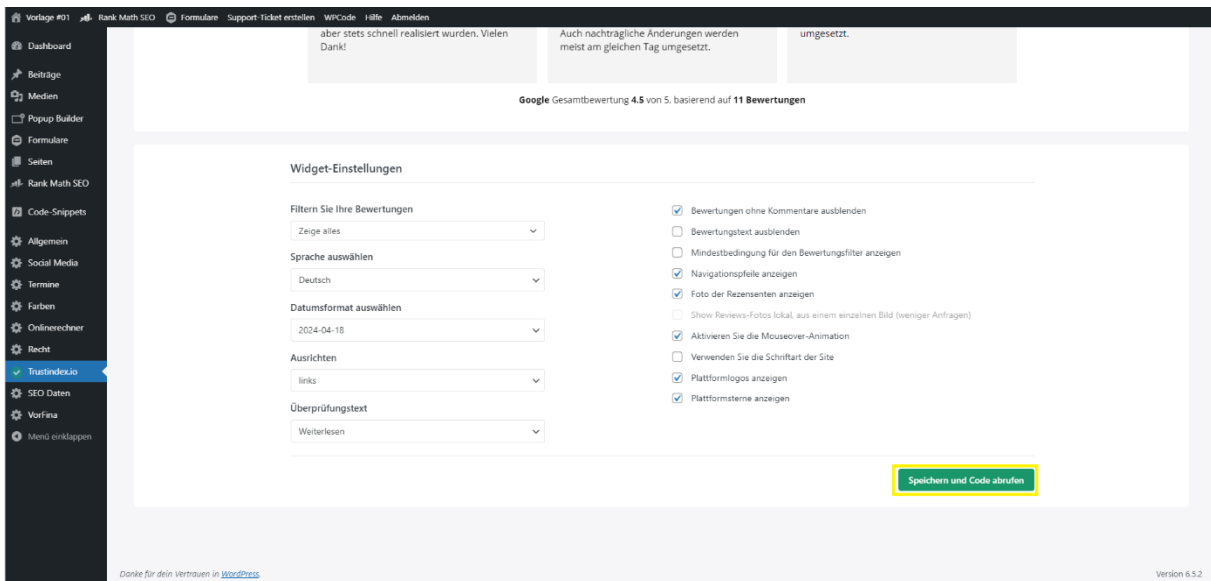 Vorlage #01 Rank Math SEO Formulare Support-Ticket erstellen WPCode Hilfe Abmelden
Dashboard
Beiträge
Medien
Popup Builder
Formulare
Seiten
Rank Math SEO
Code-Snippets
Allgemein
Social Media
Termine
Farben
Onlinerechner
Recht
Trustindex.io
SEO Daten
VorFina
Menü einklappen
aber stets schnell realisiert wurden. Vielen
Dank!
Auch nachträgliche Änderungen werden
meist am gleichen Tag umgesetzt.
umgesetzt.
Google Gesamtbewertung 4.5 von 5, basierend auf 11 Bewertungen
Widget-Einstellungen
Filtern Sie Ihre Bewertungen
Zeige alles
Sprache auswählen
Deutsch
Datumsformat auswählen
2024-04-18
Ausrichten
links
Überprüfungstext
Weiterlesen
Bewertungen ohne Kommentare ausblenden
Bewertungstext ausblenden
Mindestbedingung für den Bewertungsfilter anzeigen
Navigationspfeile anzeigen
Foto der Rezensenten anzeigen
Show Reviews-Fotos lokal, aus einem einzelnen Bild (weniger Anfragen)
Aktivieren Sie die Mouseover-Animation
Verwenden Sie die Schriftart der Site
Plattformlogos anzeigen
Plattformsterne anzeigen
Speichern und Code abrufen
Danke für dein Vertrauen in WordPress.
Version 6.5.2